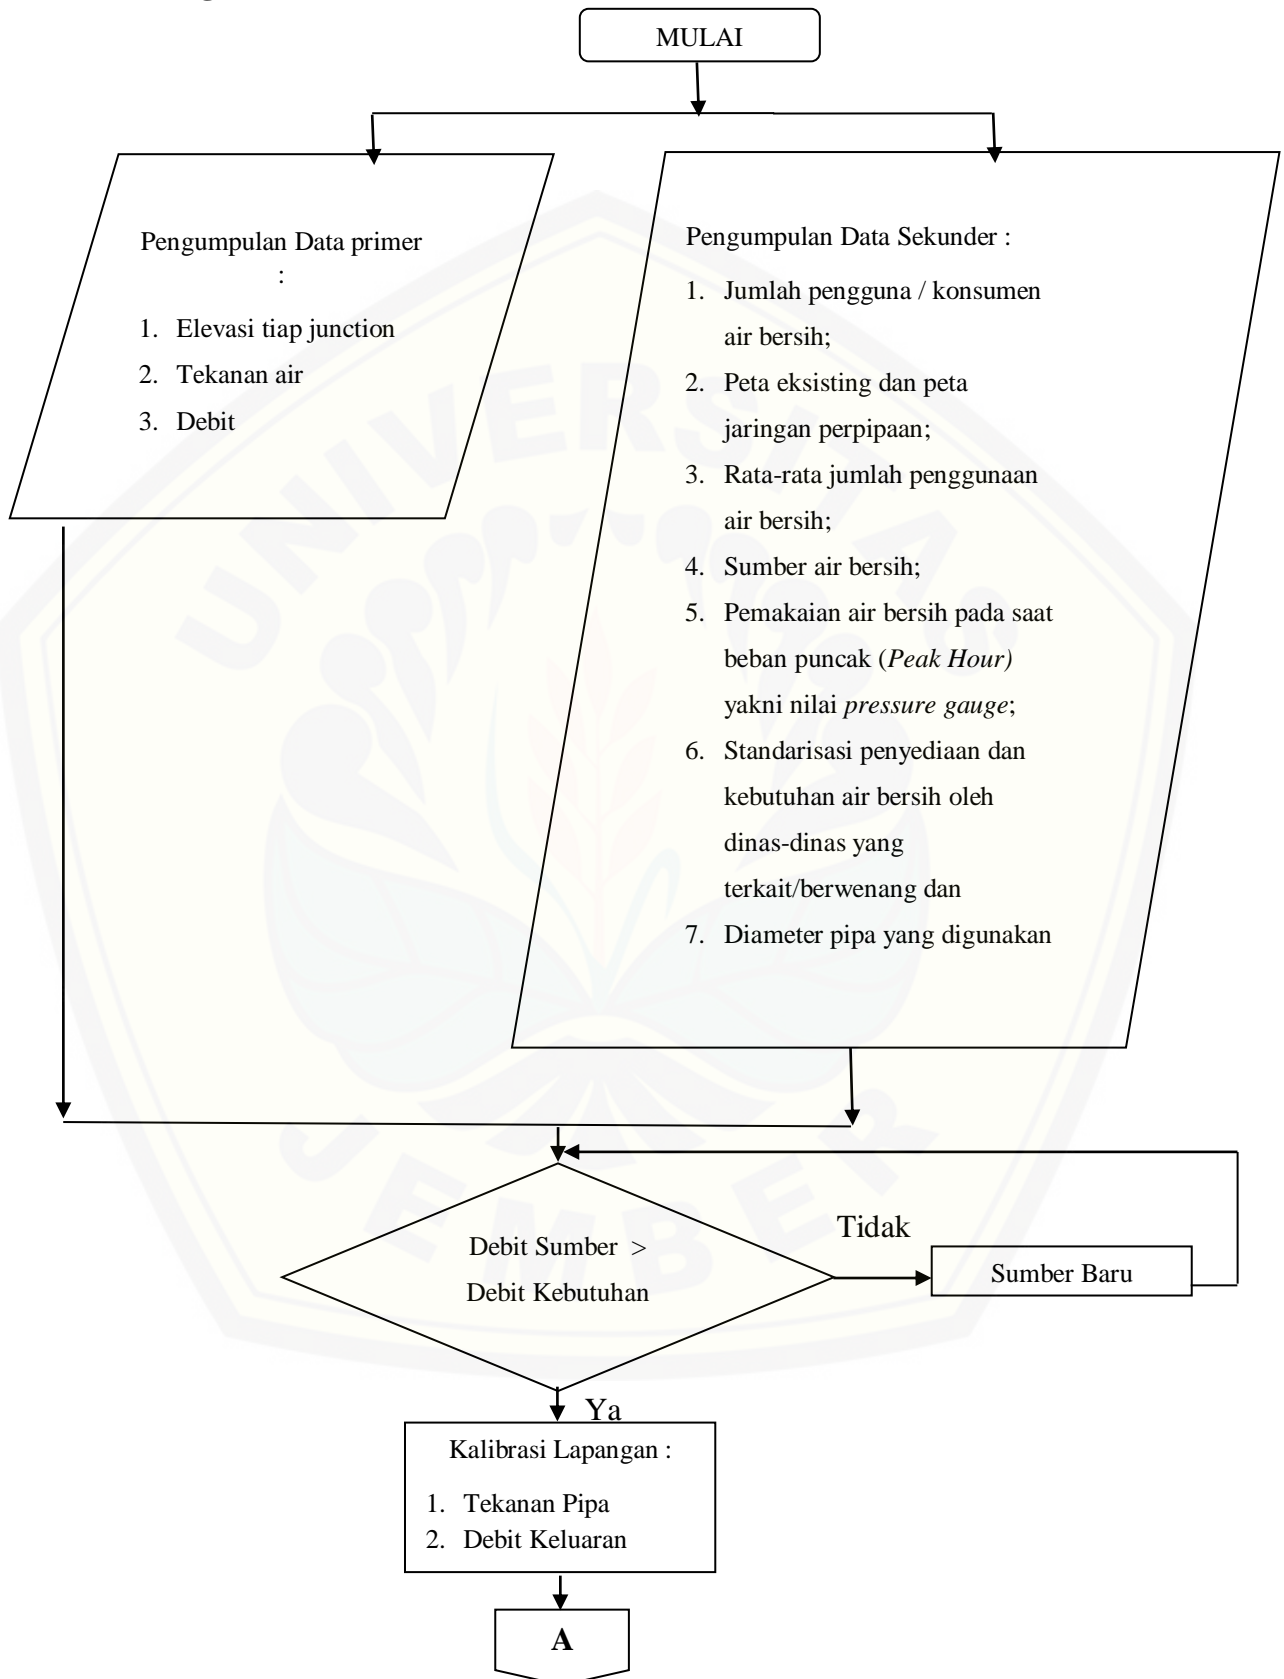 MULAI
Pengumpulan Data primer
:
1. Elevasi tiap junction
2. Tekanan air
3. Debit
Pengumpulan Data Sekunder :
1. Jumlah pengguna / konsumen
air bersih;
2. Peta eksisting dan peta
jaringan perpipaan;
3. Rata-rata jumlah penggunaan
air bersih;
4. Sumber air bersih;
5. Pemakaian air bersih pada saat
beban puncak (Peak Hour)
yakni nilai pressure gauge;
6. Standarisasi penyediaan dan
kebutuhan air bersih oleh
dinas-dinas yang
terkait/berwenang dan
7. Diameter pipa yang digunakan
UNIVERSITAS
JEMBER
Debit Sumber >
Debit Kebutuhan
Tidak
Sumber Baru
Ya
Kalibrasi Lapangan :
1. Tekanan Pipa
2. Debit Keluaran
A